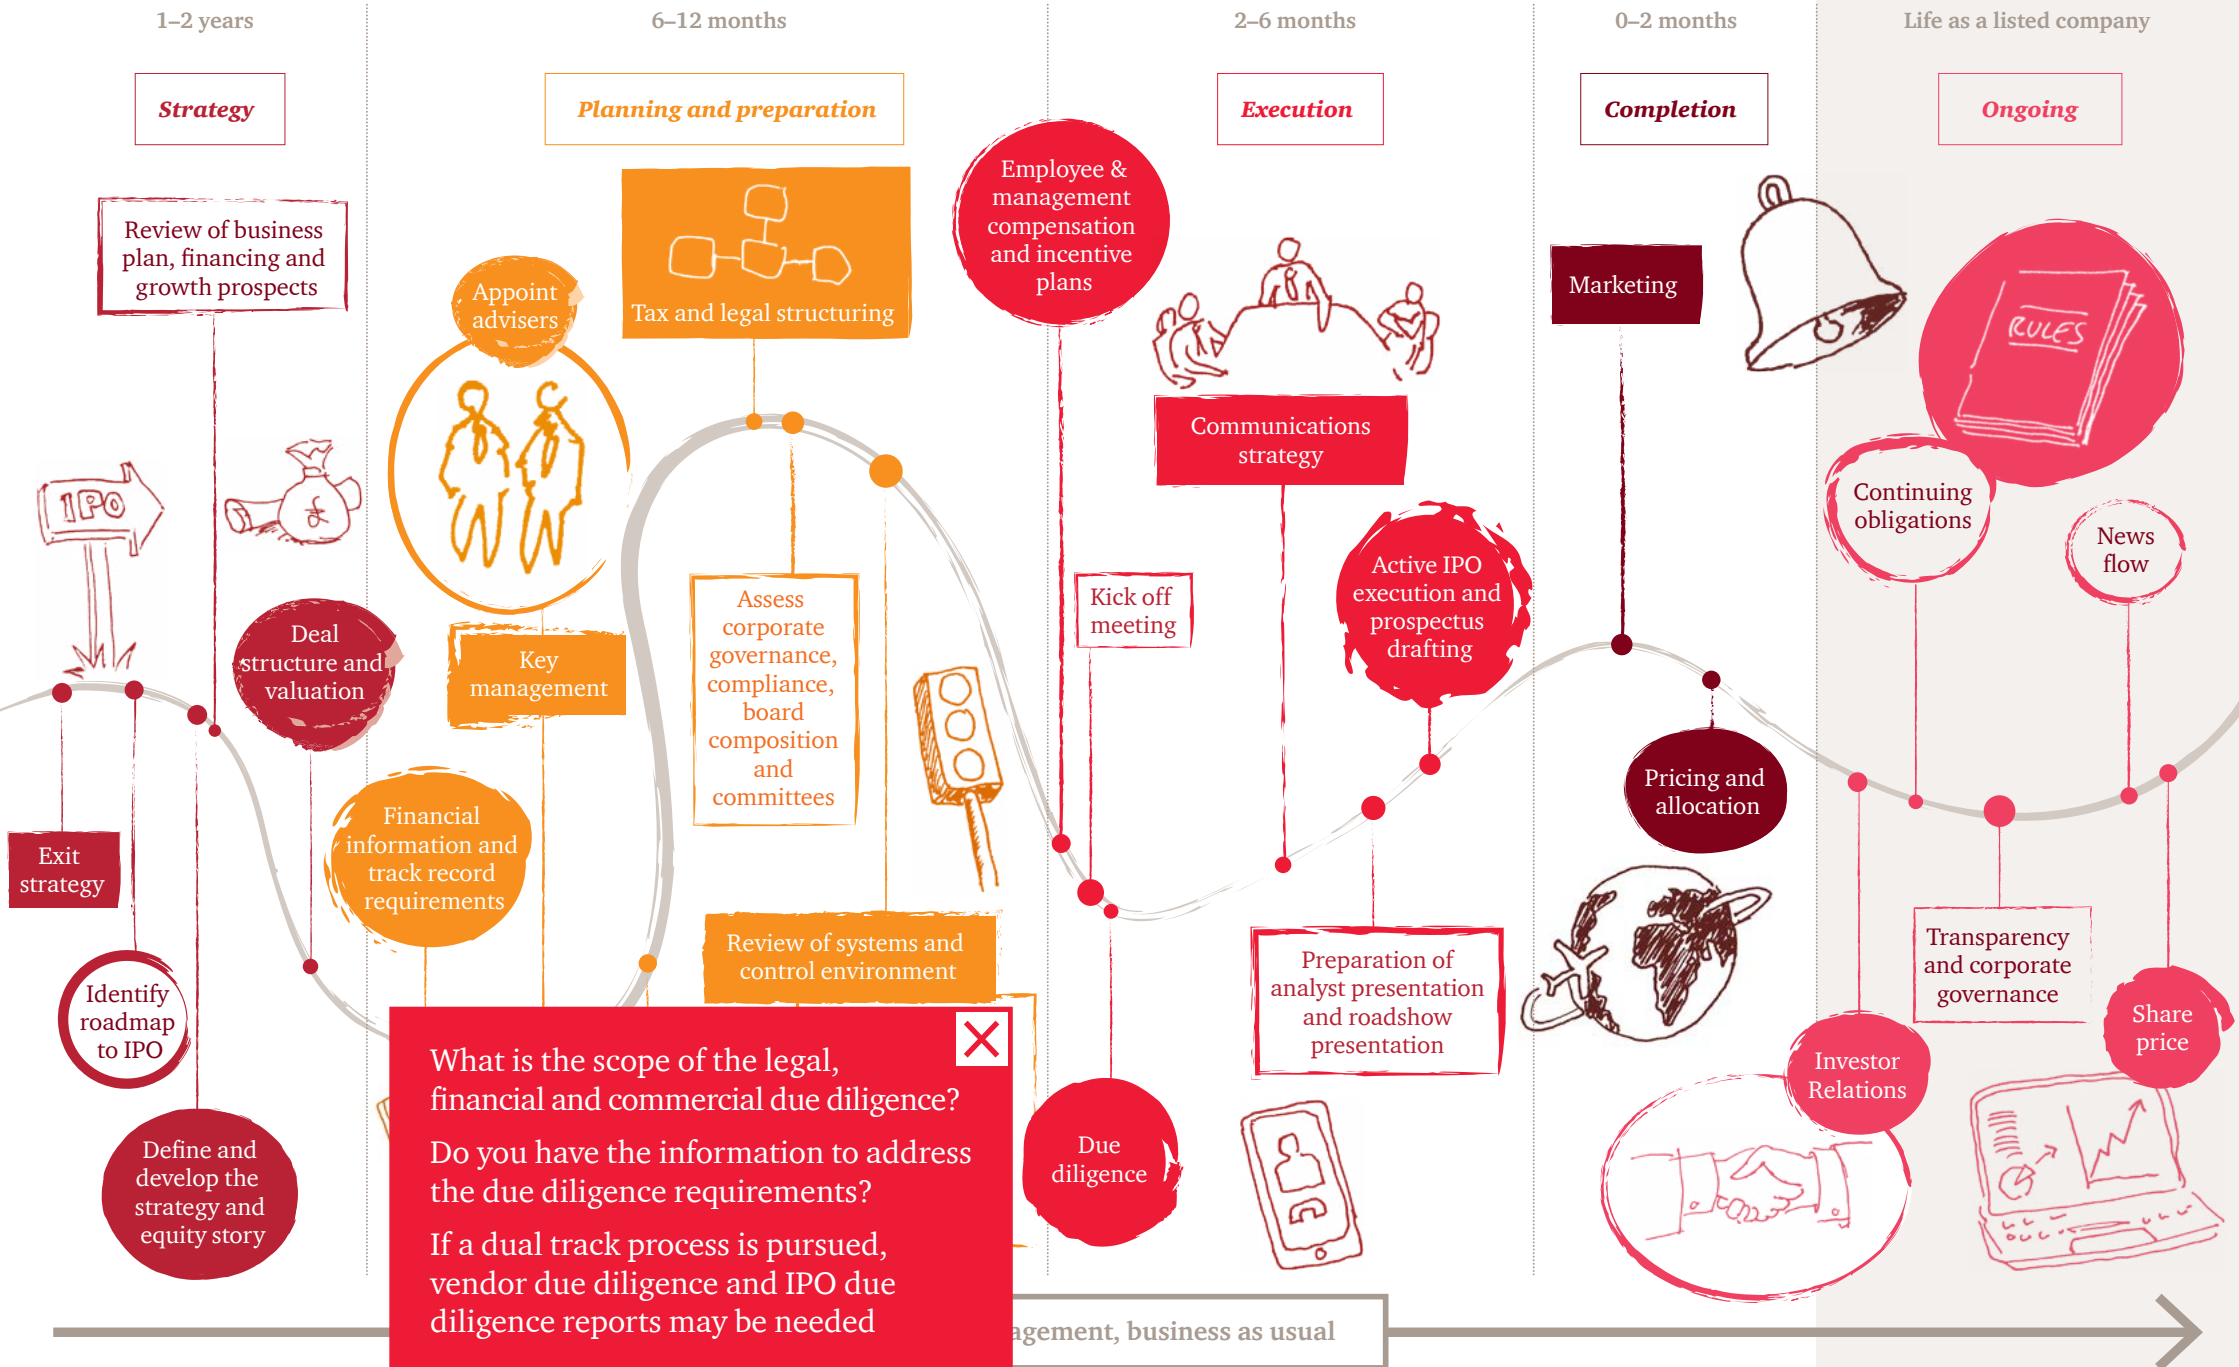 1–2 years
6–12 months
2–6 months
0–2 months
Life as a listed company
Strategy
Planning and preparation
Execution
Completion
Ongoing
Review of business
plan, financing and
growth prospects
IPO
£
Deal
structure and
valuation
Exit
strategy
Identify
roadmap
to IPO
Define and
develop the
strategy and
equity story
Appoint
advisers
Tax and legal structuring
Key
management
Financial
information and
track record
requirements
Assess
corporate
governance,
compliance,
board
composition
and
committees
Review of systems and
control environment
What is the scope of the legal,
financial and commercial due diligence?
Do you have the information to address
the due diligence requirements?
If a dual track process is pursued,
vendor due diligence and IPO due
diligence reports may be needed
Employee &
management
compensation
and incentive
plans
Communications
strategy
Kick off
meeting
Active IPO
execution and
prospectus
drafting
Preparation of
analyst presentation
and roadshow
presentation
Due
diligence
Marketing
Pricing and
allocation
RULES
Continuing
obligations
News
flow
Transparency
and corporate
governance
Investor
Relations
Share
price
agement, business as usual